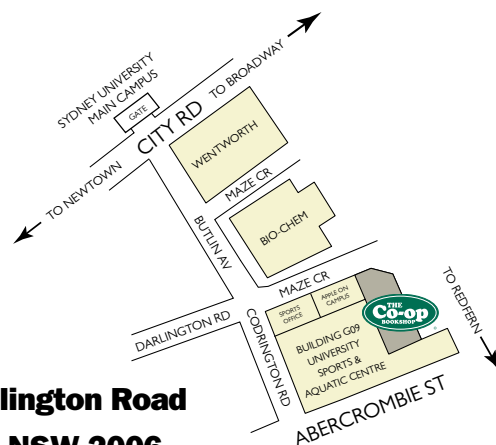 SYDNEY UNIVERSITY
MAIN CAMPUS
GATE
CITY RD
TO BROADWAY
TO NEWTOWN
WENTWORTH
MAZE CR
BUTLIN AV
BIO-CHEM
MAZE CR
SPORTS
OFFICE
APPLE ON
CAMPUS
THE
Co-op
BOOKSHOP
TO REDFERN
DARLINGTON RD
CODRINGTON RD
BUILDING G09
UNIVERSITY
SPORTS &
AQUATIC CENTRE
ABERCROMBIE ST
lington Road
NSW 2006